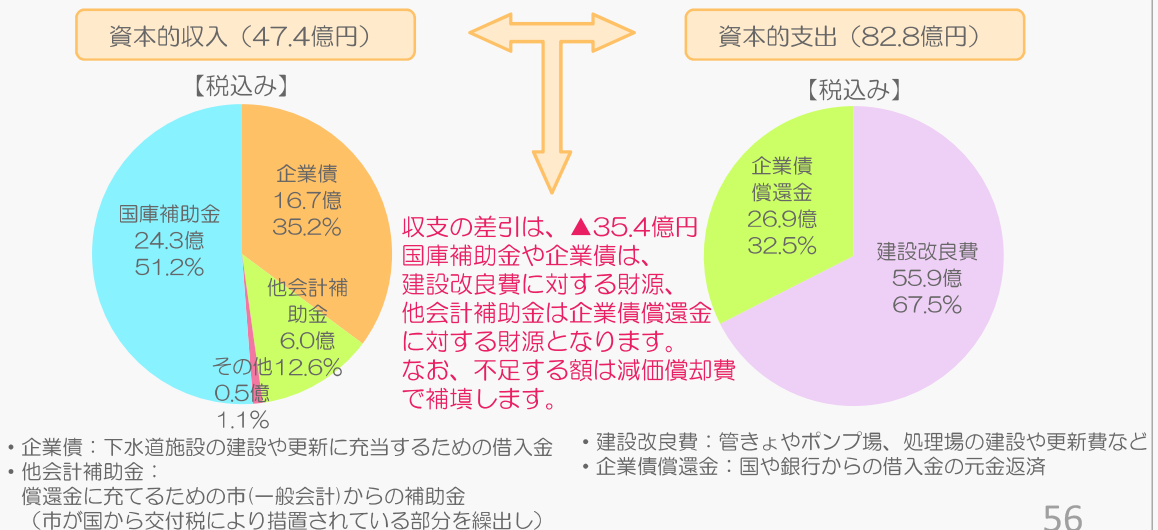 資本的収入（47.4億円）
資本的支出（82.8億円）
【税込み】
【税込み】
企業債
16.7億
35.2%
国庫補助金
24.3億
51.2%
他会計補
助金
6.0億
12.6%
その他
0.5億
1.1%
収支の差引は、▲35.4億円
国庫補助金や企業債は、
建設改良費に対する財源、
他会計補助金は企業債償還金
に対する財源となります。
なお、不足する額は減価償却費
で補填します。
企業債
償還金
26.9億
32.5%
建設改良費
55.9億
67.5%
・企業債：下水道施設の建設や更新に充当するための借入金
・他会計補助金：
償還金に充てるための市(一般会計)からの補助金
（市が国から交付税により措置されている部分を繰出し）
・建設改良費：管きょやポンプ場、処理場の建設や更新費など
・企業債償還金：国や銀行からの借入金の元金返済
56